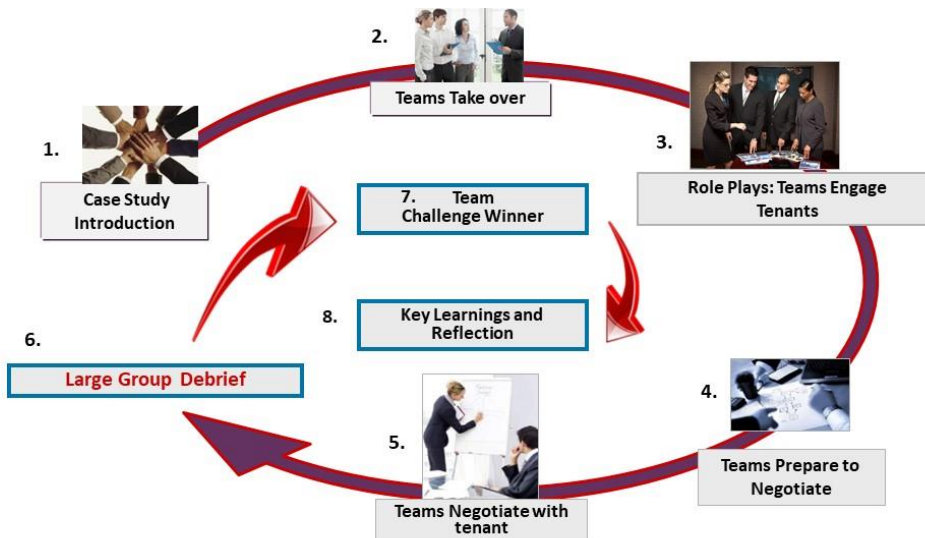 1.
Case Study
Introduction
2.
Teams Take over
3.
Role Plays: Teams Engage
Tenants
4.
Teams Prepare to
Negotiate
5.
Teams Negotiate with
tenant
6.
Large Group Debrief
7. Team
Challenge Winner
8.
Key Learnings and
Reflection